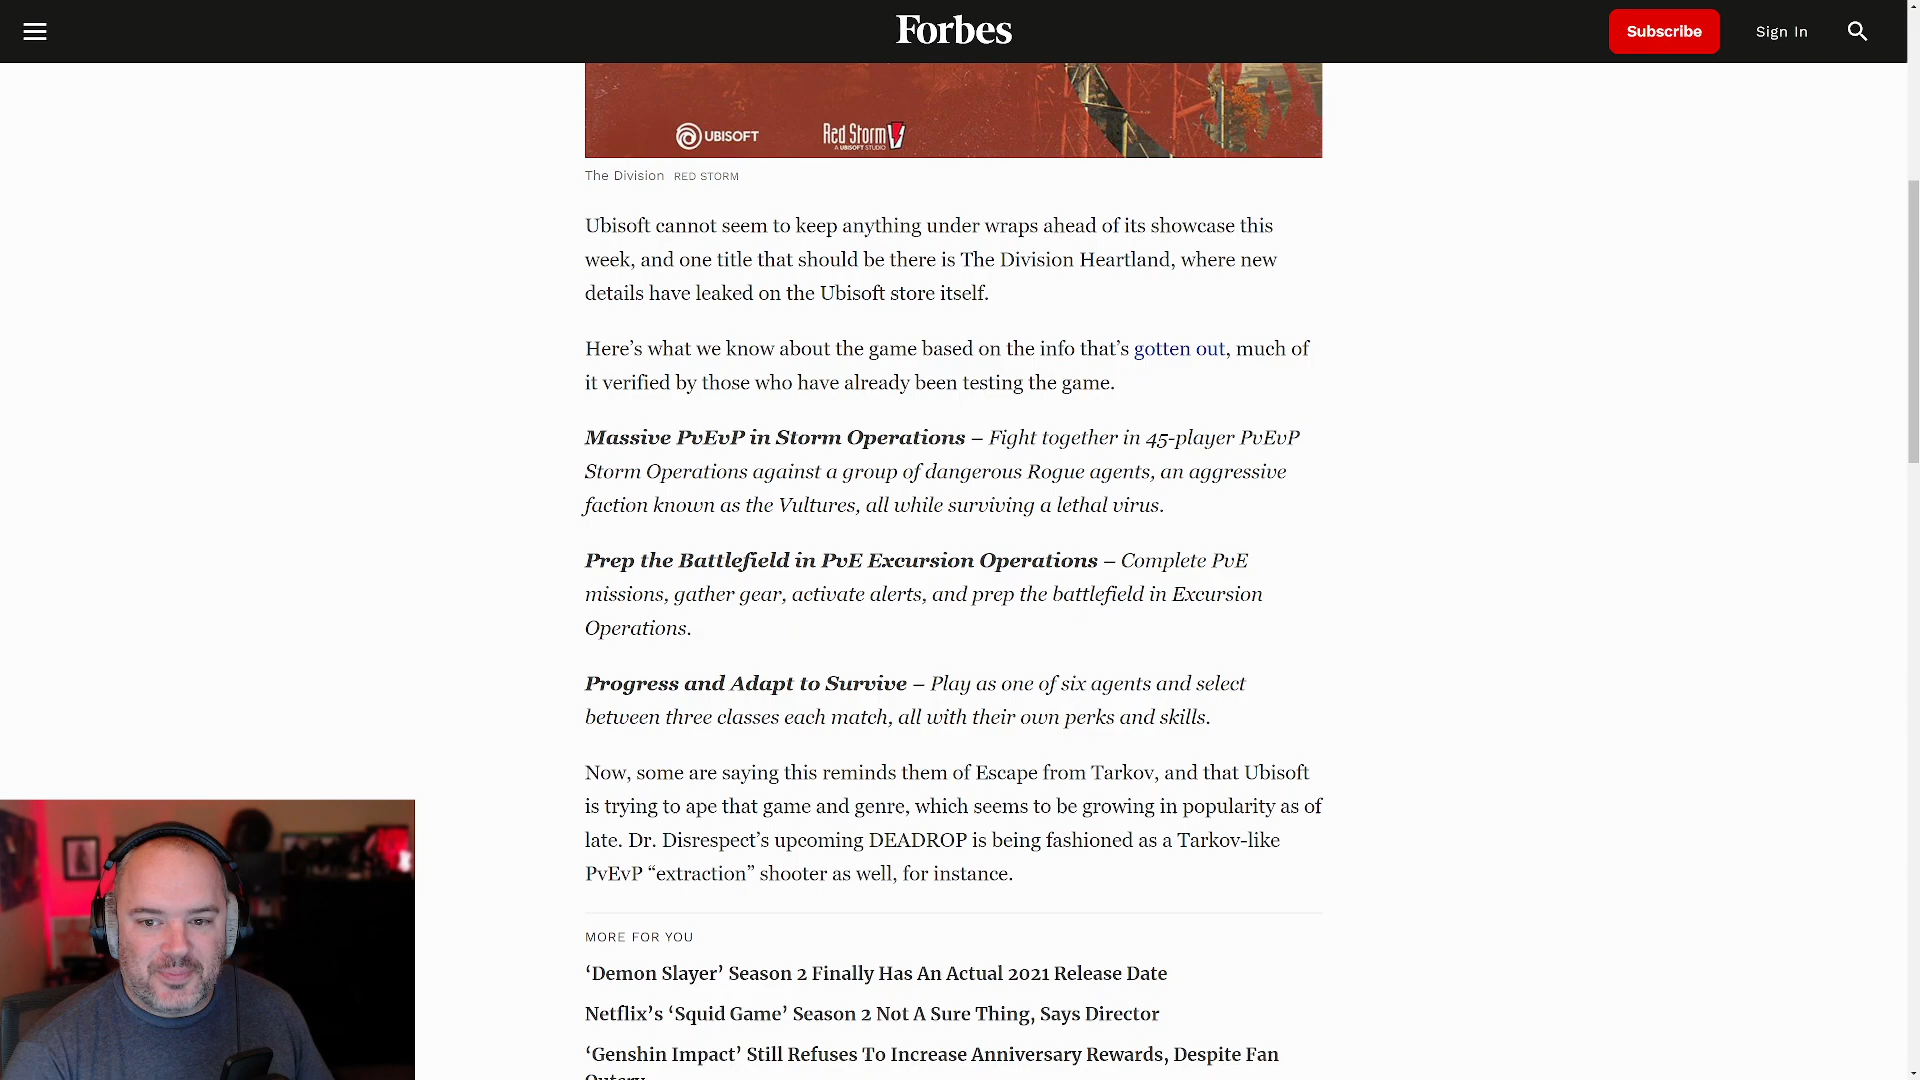 Forbes
Subscribe
Sign In
UBISOFT
Red Storm
A UBISOFT STUDIO
The Division RED STORM
Ubisoft cannot seem to keep anything under wraps ahead of its showcase this
week, and one title that should be there is The Division Heartland, where new
details have leaked on the Ubisoft store itself.
Here’s what we know about the game based on the info that’s gotten out, much of
it verified by those who have already been testing the game.
Massive PvEvP in Storm Operations – Fight together in 45-player PvEvP
Storm Operations against a group of dangerous Rogue agents, an aggressive
faction known as the Vultures, all while surviving a lethal virus.
Prep the Battlefield in PvE Excursion Operations – Complete PvE
missions, gather gear, activate alerts, and prep the battlefield in Excursion
Operations.
Progress and Adapt to Survive – Play as one of six agents and select
between three classes each match, all with their own perks and skills.
Now, some are saying this reminds them of Escape from Tarkov, and that Ubisoft
is trying to ape that game and genre, which seems to be growing in popularity as of
late. Dr. Disrespect’s upcoming DEADROP is being fashioned as a Tarkov-like
PvEvP “extraction” shooter as well, for instance.
MORE FOR YOU
‘Demon Slayer’ Season 2 Finally Has An Actual 2021 Release Date
Netflix’s ‘Squid Game’ Season 2 Not A Sure Thing, Says Director
‘Genshin Impact’ Still Refuses To Increase Anniversary Rewards, Despite Fan